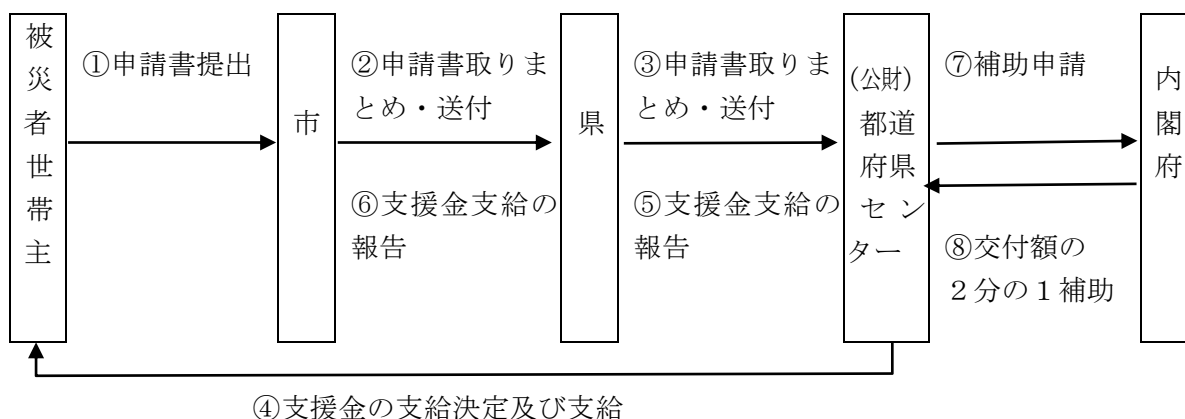 被災者世帯主
①申請書提出
市
②申請書取りま
とめ・送付
⑥支援金支給の
報告
県
③申請書取りま
とめ・送付
⑤支援金支給の
報告
(公財)
都道
府県
センター
⑦補助申請
⑧交付額の
２分の１補助
内閣府
④支援金の支給決定及び支給